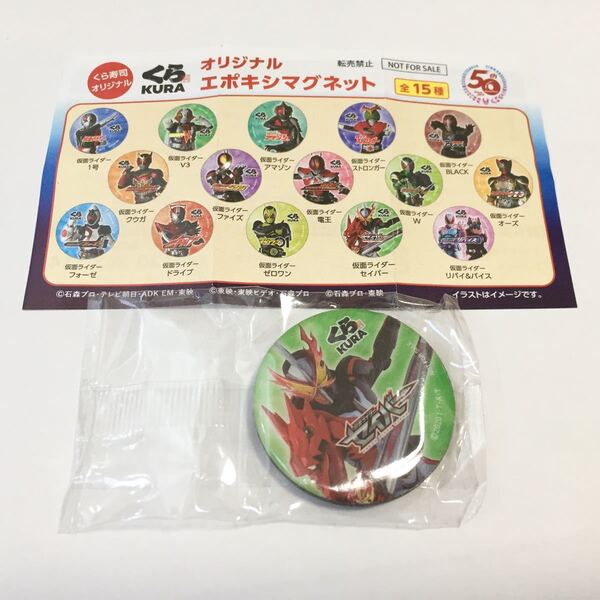 くら寿司
オリジナル
くら
KURA
オリジナル
エポキシマグネット
転売禁止
NOT FOR SALE
全15種
50th
仮面ライダー
1号
仮面ライダー
V3
仮面ライダー
アマゾン
仮面ライダー
ストロンガー
仮面ライダー
BLACK
仮面ライダー
クウガ
仮面ライダー
ファイズ
仮面ライダー
電王
仮面ライダー
W
仮面ライダー
オーズ
仮面ライダー
フォーゼ
仮面ライダー
ドライブ
仮面ライダー
ゼロワン
仮面ライダー
セイバー
仮面ライダー
リバイ&バイス
©石森プロ・テレビ朝日・ADK EM・東映
©東映・東映ビデオ・石森プロ
©石森プロ・東映
イラストはイメージです。
くら
KURA
セイバー
©2020 I・T・A・T